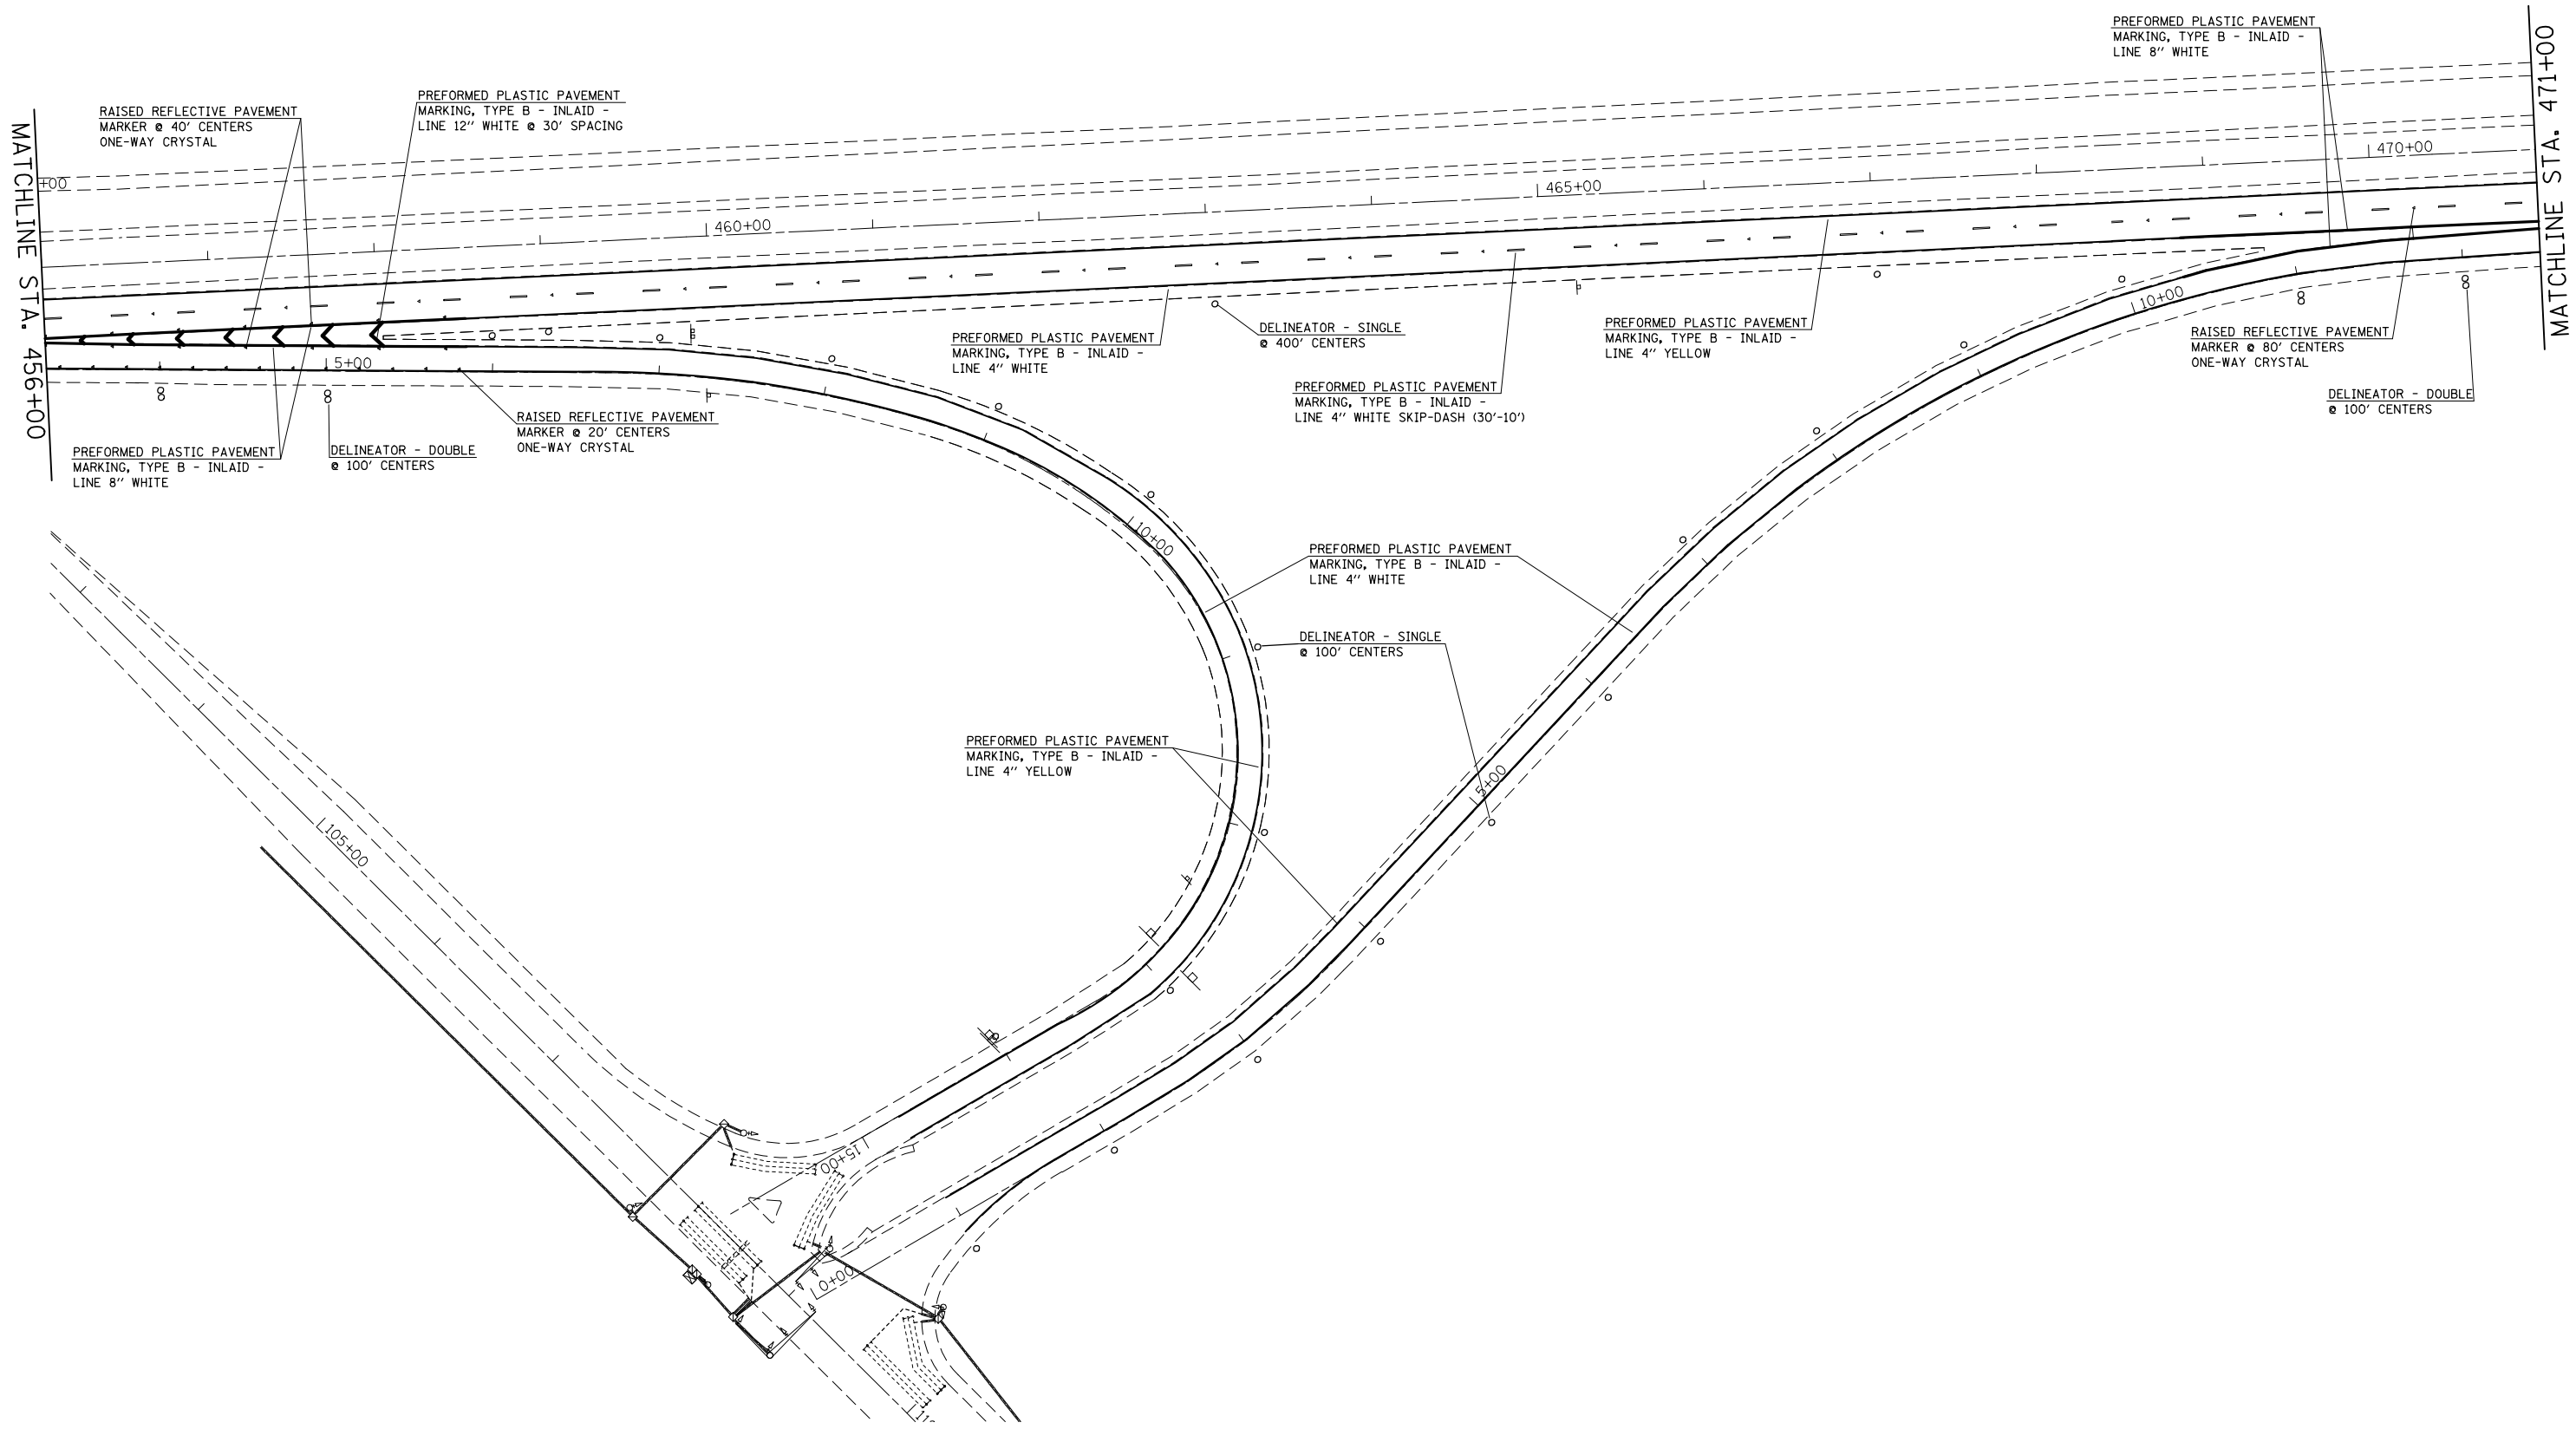 PREFORMED PLASTIC PAVEMENT
MARKING, TYPE B - INLAID -
LINE 8" WHITE
MATCHLINE STA. 471+00
PREFORMED PLASTIC PAVEMENT
MARKING, TYPE B - INLAID -
LINE 12" WHITE @ 30' SPACING
RAISED REFLECTIVE PAVEMENT
MARKER @ 40' CENTERS
ONE-WAY CRYSTAL
MATCHLINE STA. 456+00
+00
460+00
465+00
470+00
10+00
5+00
PREFORMED PLASTIC PAVEMENT
MARKING, TYPE B - INLAID -
LINE 4" WHITE
DELINEATOR - SINGLE
@ 400' CENTERS
PREFORMED PLASTIC PAVEMENT
MARKING, TYPE B - INLAID -
LINE 4" YELLOW
RAISED REFLECTIVE PAVEMENT
MARKER @ 80' CENTERS
ONE-WAY CRYSTAL
PREFORMED PLASTIC PAVEMENT
MARKING, TYPE B - INLAID -
LINE 4" WHITE SKIP-DASH (30'-10')
DELINEATOR - DOUBLE
@ 100' CENTERS
RAISED REFLECTIVE PAVEMENT
MARKER @ 20' CENTERS
ONE-WAY CRYSTAL
PREFORMED PLASTIC PAVEMENT
MARKING, TYPE B - INLAID -
LINE 8" WHITE
DELINEATOR - DOUBLE
@ 100' CENTERS
10+00
PREFORMED PLASTIC PAVEMENT
MARKING, TYPE B - INLAID -
LINE 4" WHITE
DELINEATOR - SINGLE
@ 100' CENTERS
PREFORMED PLASTIC PAVEMENT
MARKING, TYPE B - INLAID -
LINE 4" YELLOW
5+00
105+00
15+00
0+00